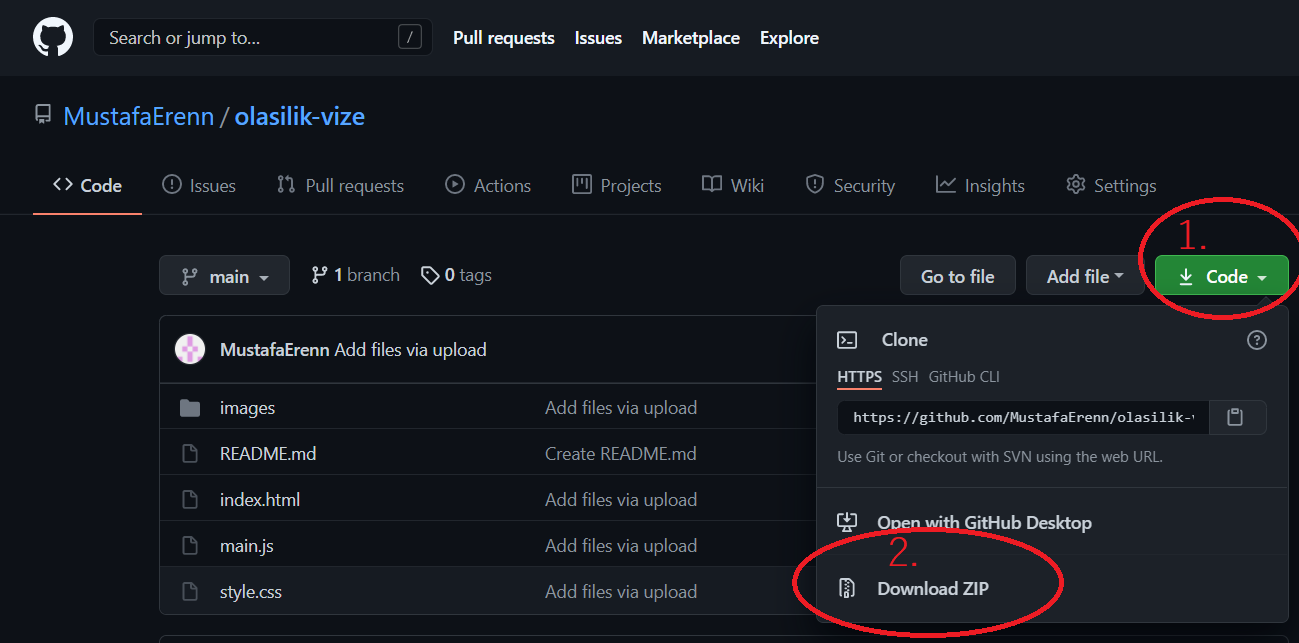 Search or jump to... /
Pull requests Issues Marketplace Explore
MustafaErenn / olasilik-vize
Code Issues Pull requests Actions Projects Wiki Security Insights Settings
1.
main 1 branch 0 tags
Go to file Add file Code
MustafaErenn Add files via upload
images Add files via upload
README.md Create README.md
index.html Add files via upload
main.js Add files via upload
style.css Add files via upload
Clone
HTTPS SSH GitHub CLI
https://github.com/MustafaErenn/olasilik-
Use Git or checkout with SVN using the web URL.
Open with GitHub Desktop
2.
Download ZIP